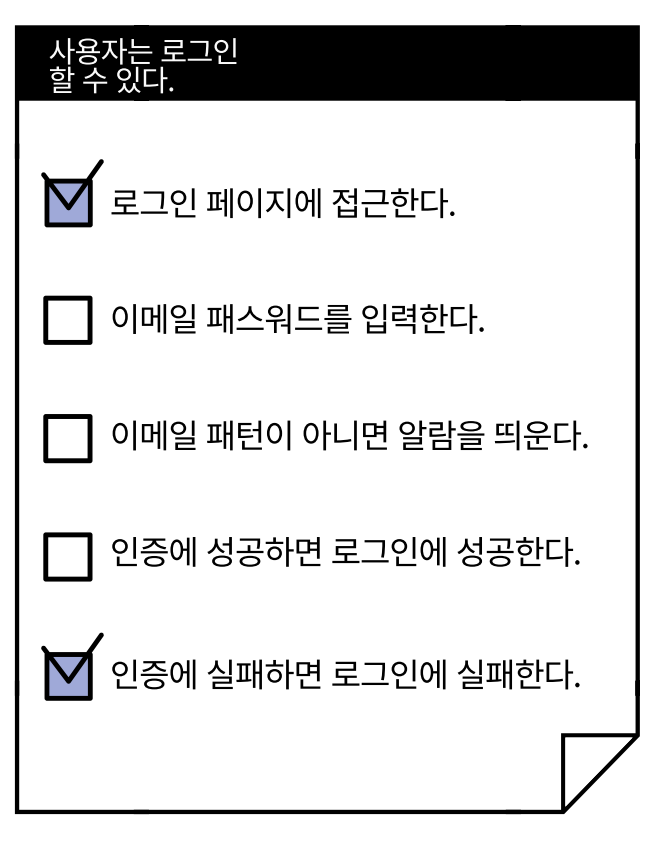 사용자는 로그인
할 수 있다.
로그인 페이지에 접근한다.
이메일 패스워드를 입력한다.
이메일 패턴이 아니면 알람을 띄운다.
인증에 성공하면 로그인에 성공한다.
인증에 실패하면 로그인에 실패한다.